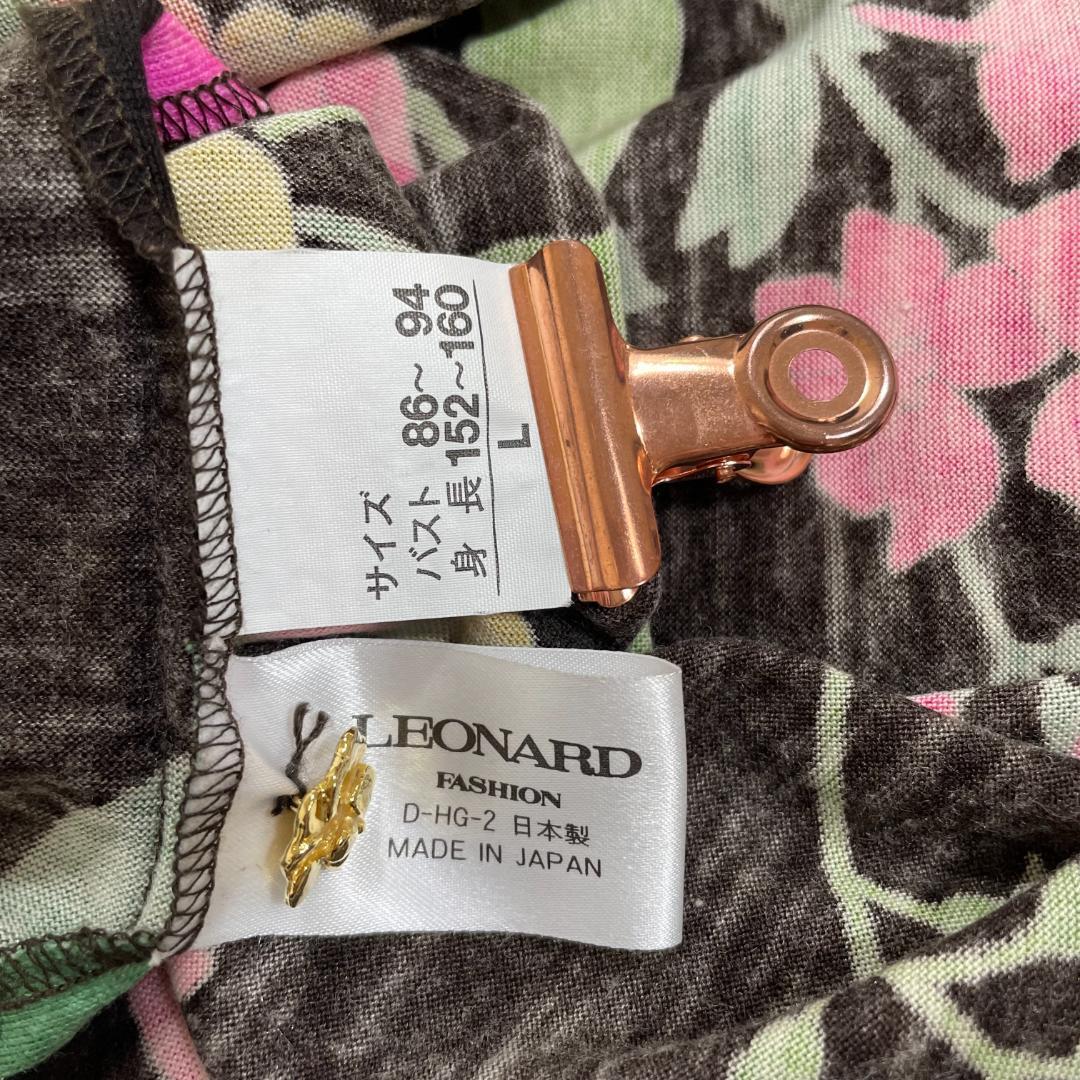 サイズ
バスト 86～94
身長 152～160
L
LEONARD
FASHION
D-HG-2 日本製
MADE IN JAPAN